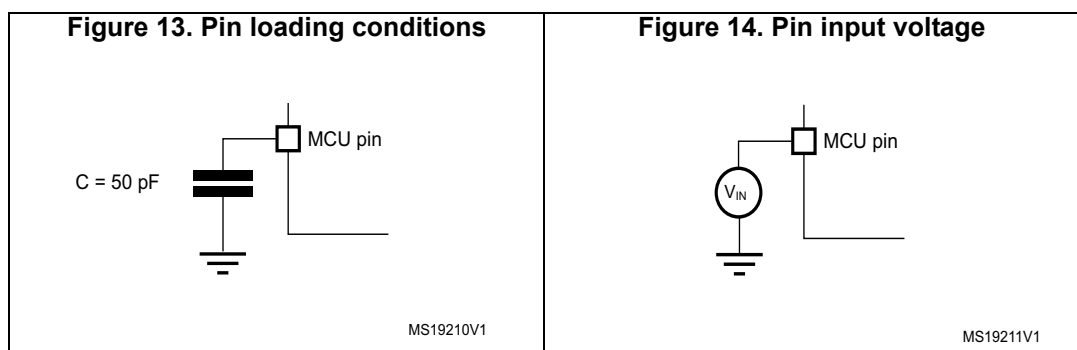 Figure 13. Pin loading conditions
MCU pin
C = 50 pF
MS19210V1
Figure 14. Pin input voltage
MCU pin
VIN
MS19211V1